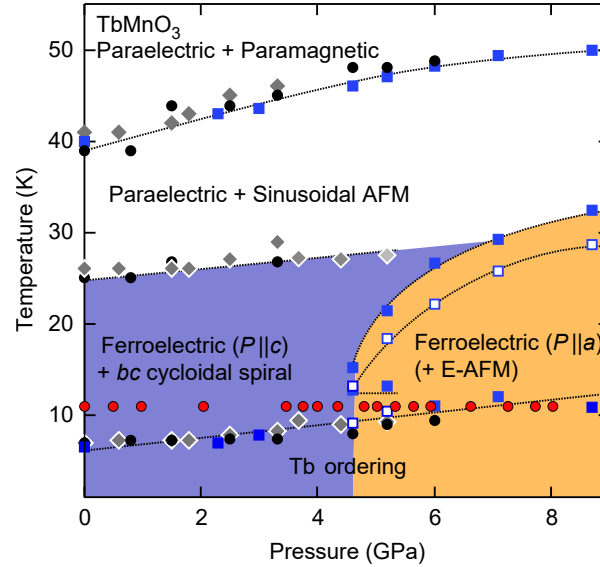 TbMnO3
Paraelectric + Paramagnetic
50
40
Paraelectric + Sinusoidal AFM
30
Temperature (K)
20
Ferroelectric (P||c)
+ bc cycloidal spiral
Ferroelectric (P||a)
(+ E-AFM)
10
Tb ordering
0
0
2
4
6
8
Pressure (GPa)